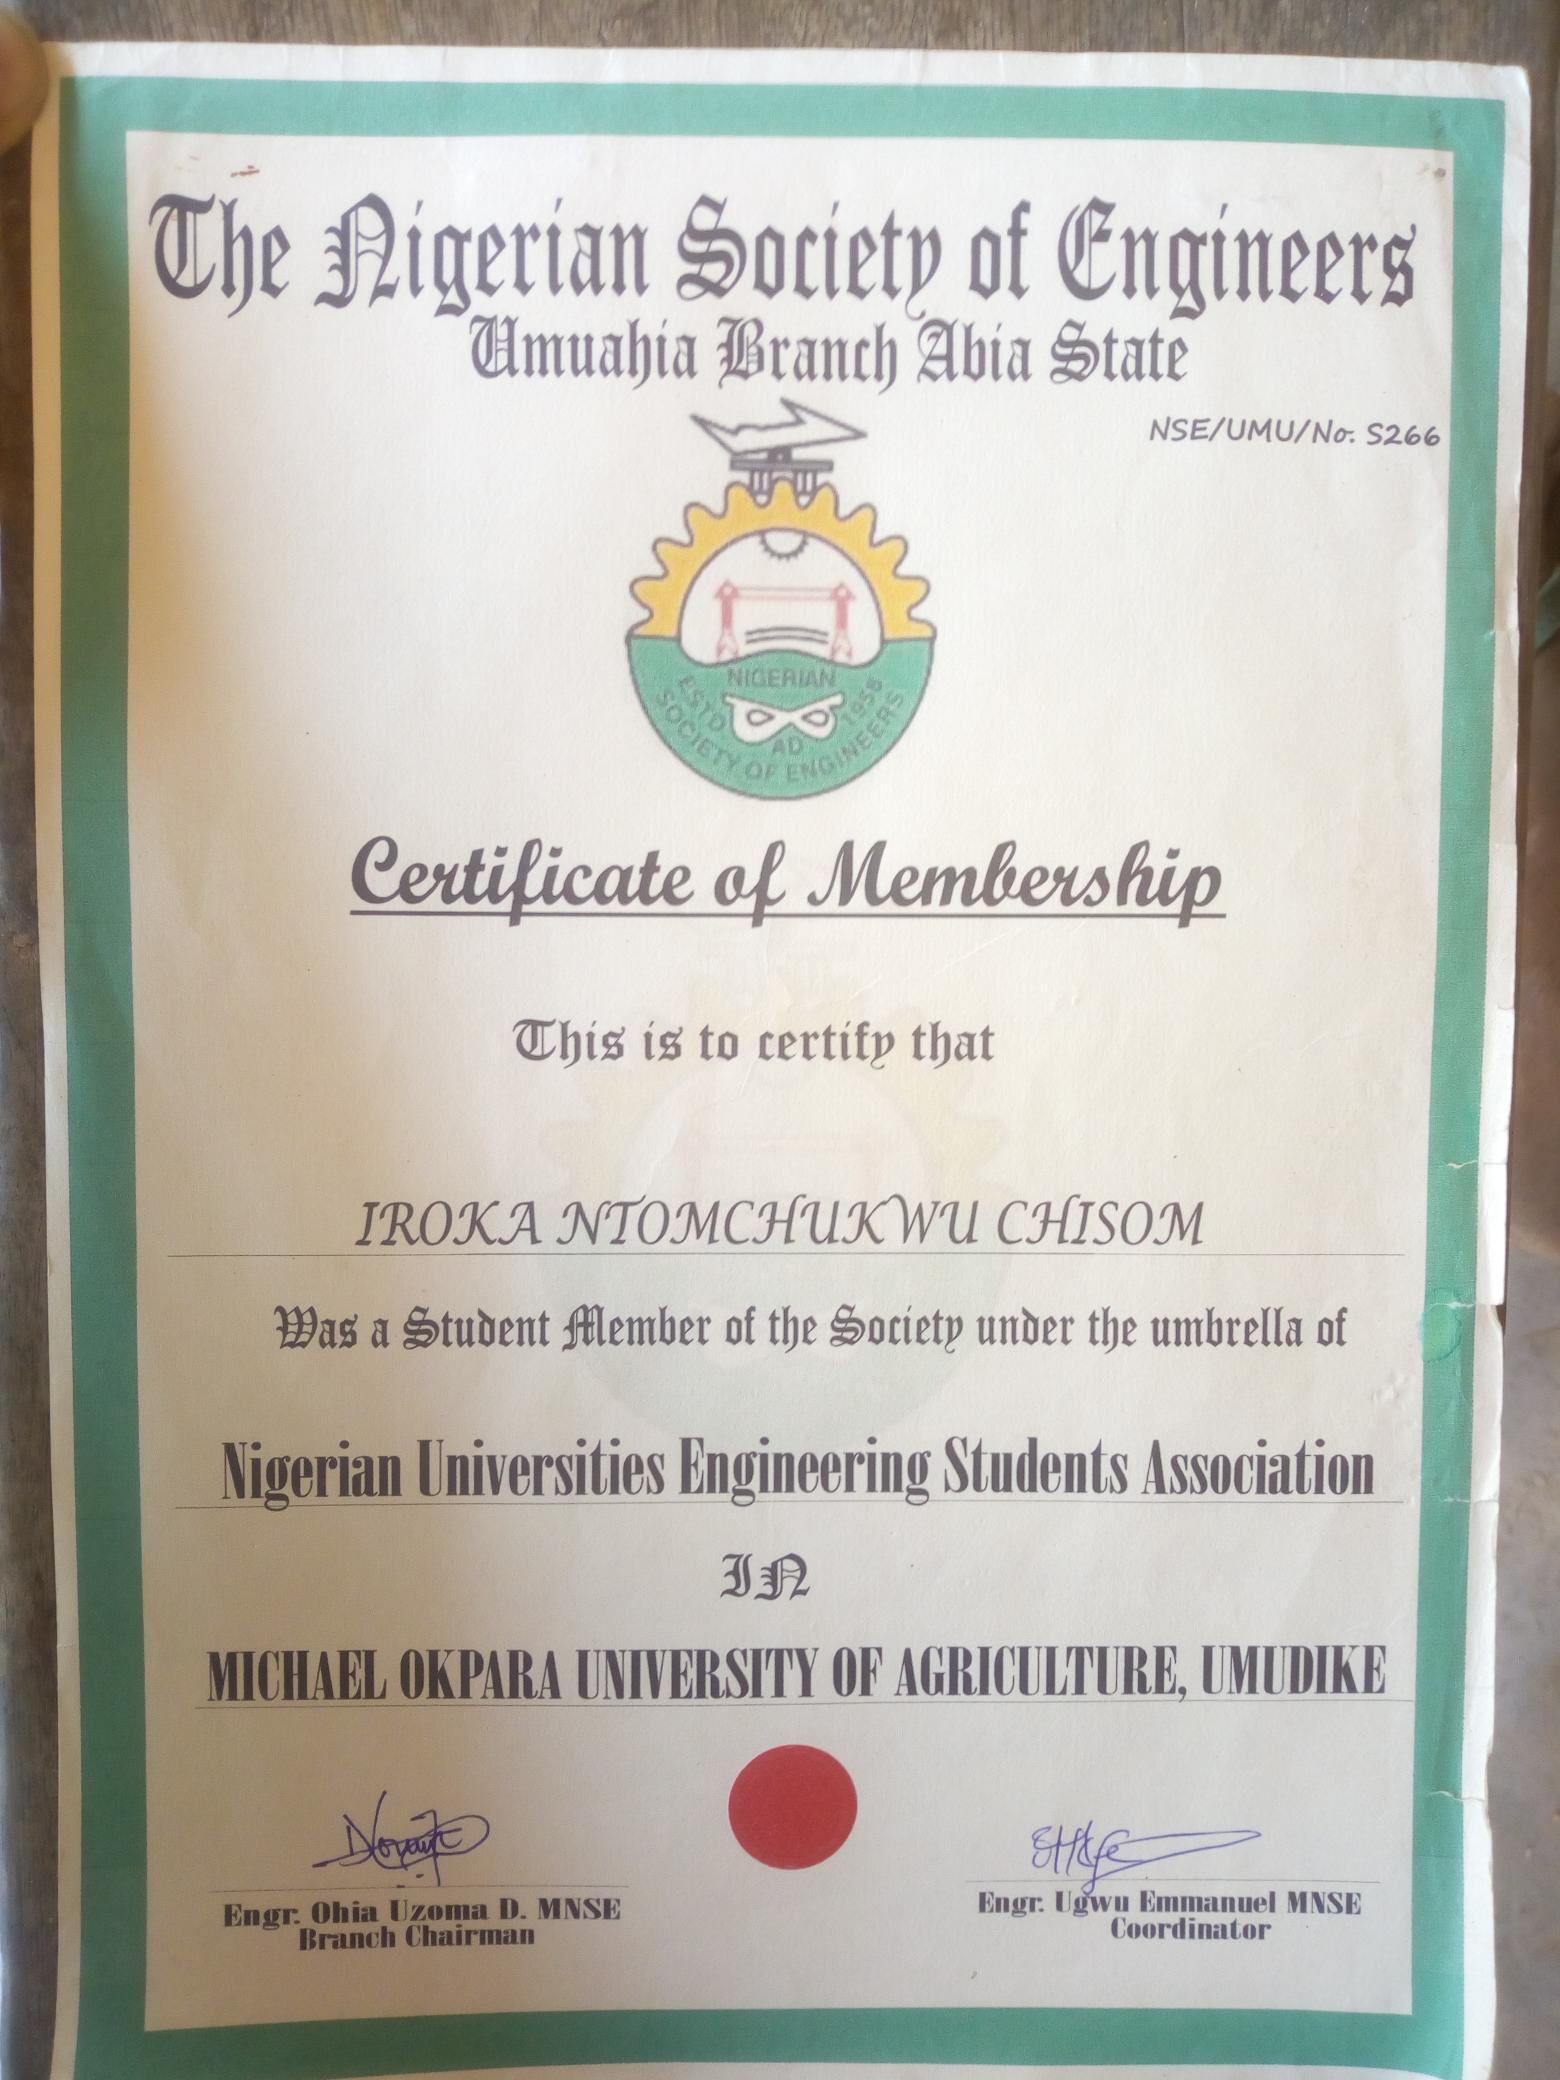 The Nigerian Society of Engineers
Umuahia Branch Abia State
NSE/UMU/No. S266
NIGERIAN
ESTD AD 1958
SOCIETY OF ENGINEERS
Certificate of Membership
This is to certify that
IROKA NTOMCHUKWU CHISOM
Was a Student Member of the Society under the umbrella of
Nigerian Universities Engineering Students Association
IN
MICHAEL OKPARA UNIVERSITY OF AGRICULTURE, UMUDIKE
Engr. Ohia Uzoma D. MNSE
Branch Chairman
Engr. Ugwu Emmanuel MNSE
Coordinator